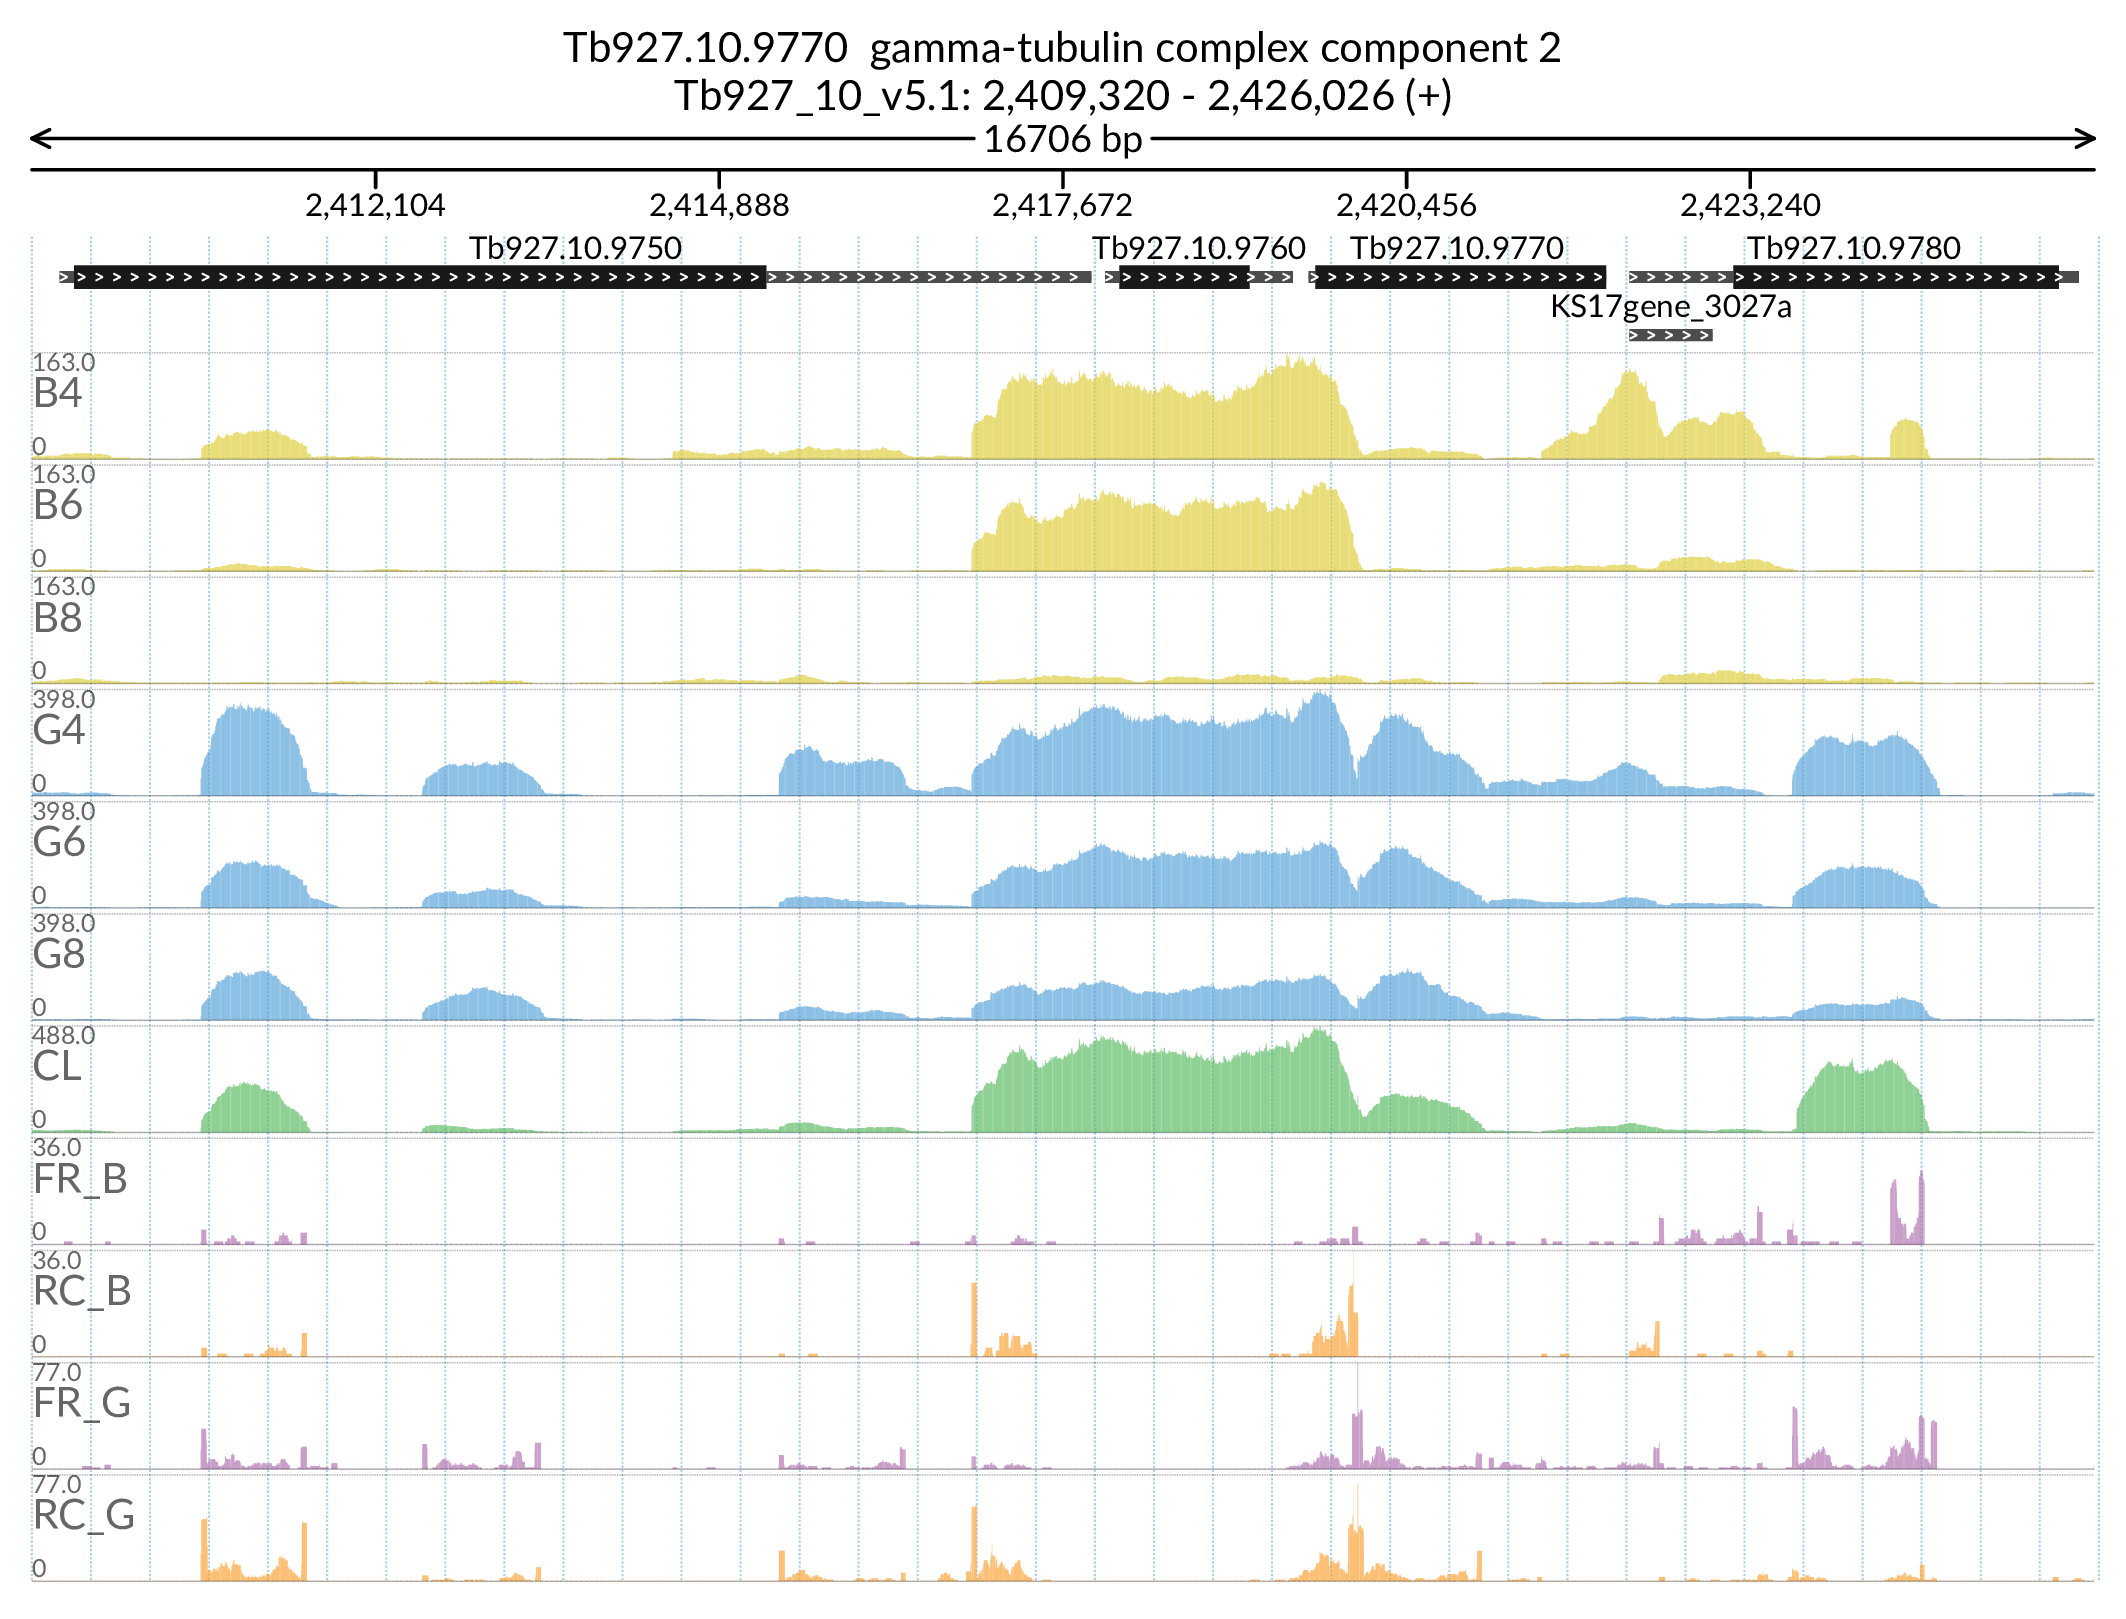 Tb927.10.9770 gamma-tubulin complex component 2
Tb927_10_v5.1: 2,409,320 - 2,426,026 (+)
16706 bp
2,412,104 2,414,888 2,417,672 2,420,456 2,423,240
Tb927.10.9750 Tb927.10.9760 Tb927.10.9770 Tb927.10.9780
KS17gene_3027a
163.0
B4
0
163.0
B6
0
163.0
B8
0
398.0
G4
0
398.0
G6
0
398.0
G8
0
488.0
CL
0
36.0
FR_B
0
36.0
RC_B
0
77.0
FR_G
0
77.0
RC_G
0